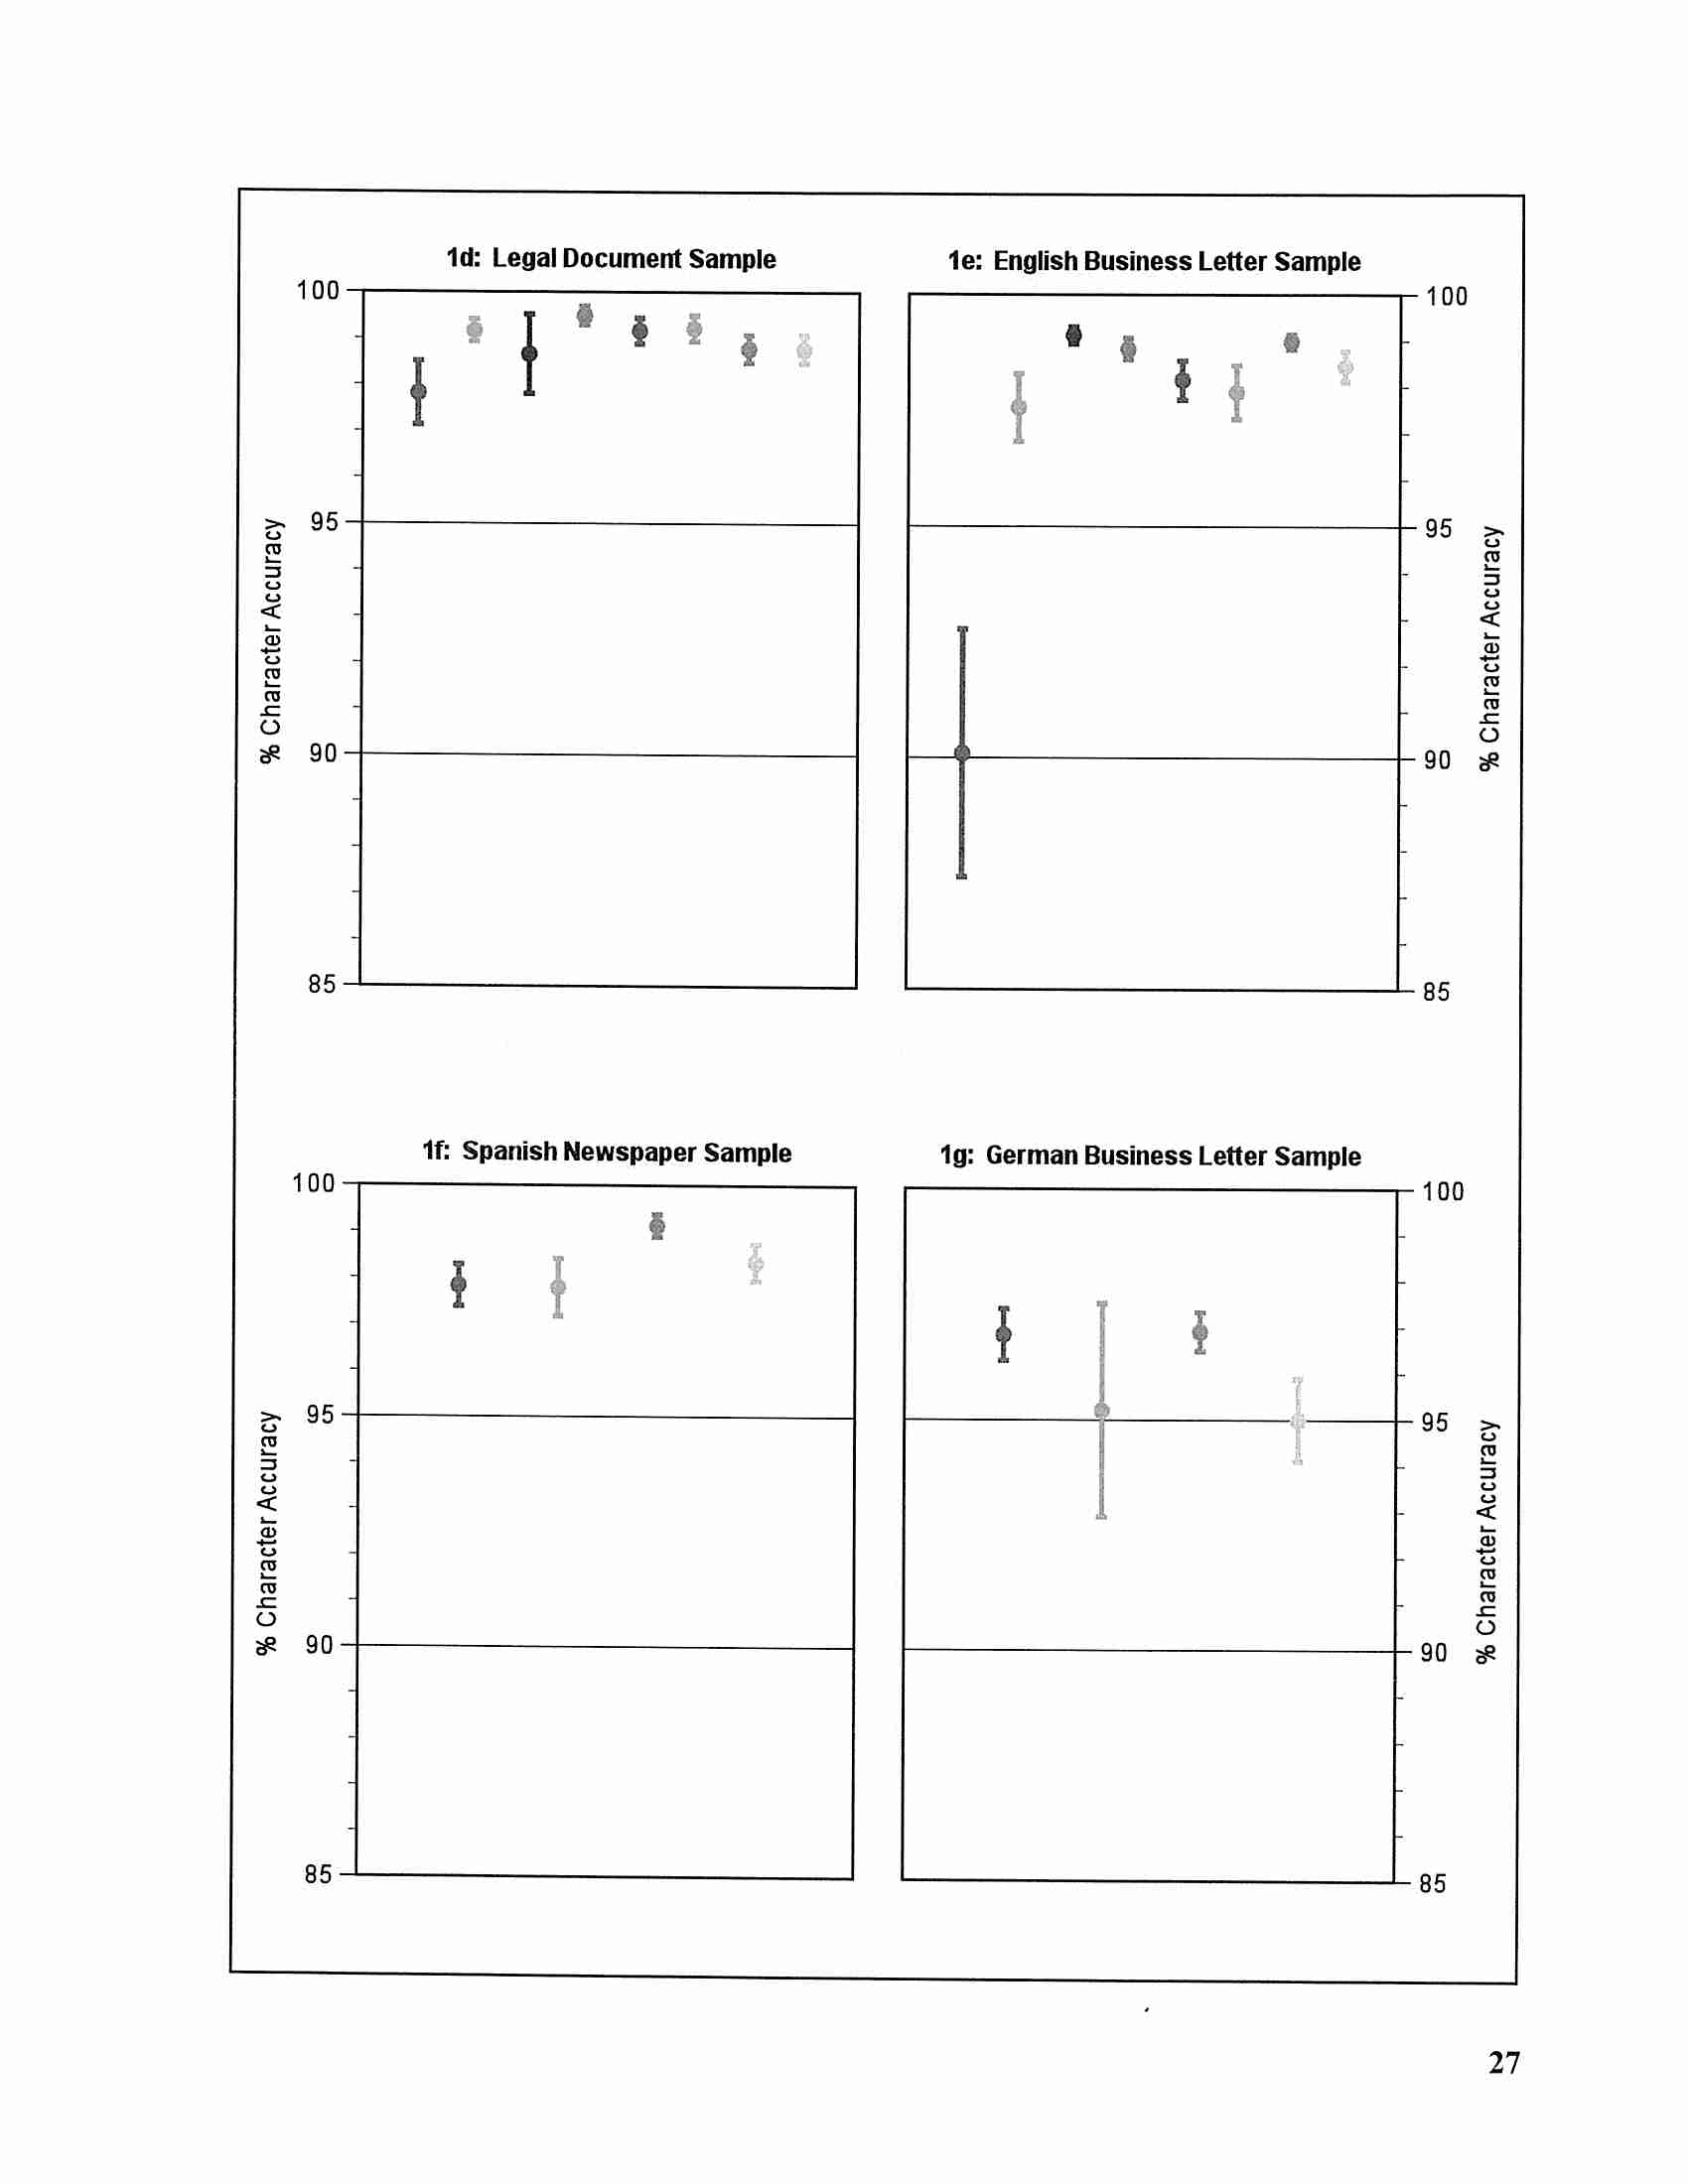 1d: Legal Document Sample
100
95
90
85
% Character Accuracy
1e: English Business Letter Sample
100
95
90
85
% Character Accuracy
1f: Spanish Newspaper Sample
100
95
90
85
% Character Accuracy
1g: German Business Letter Sample
100
95
90
85
% Character Accuracy
27